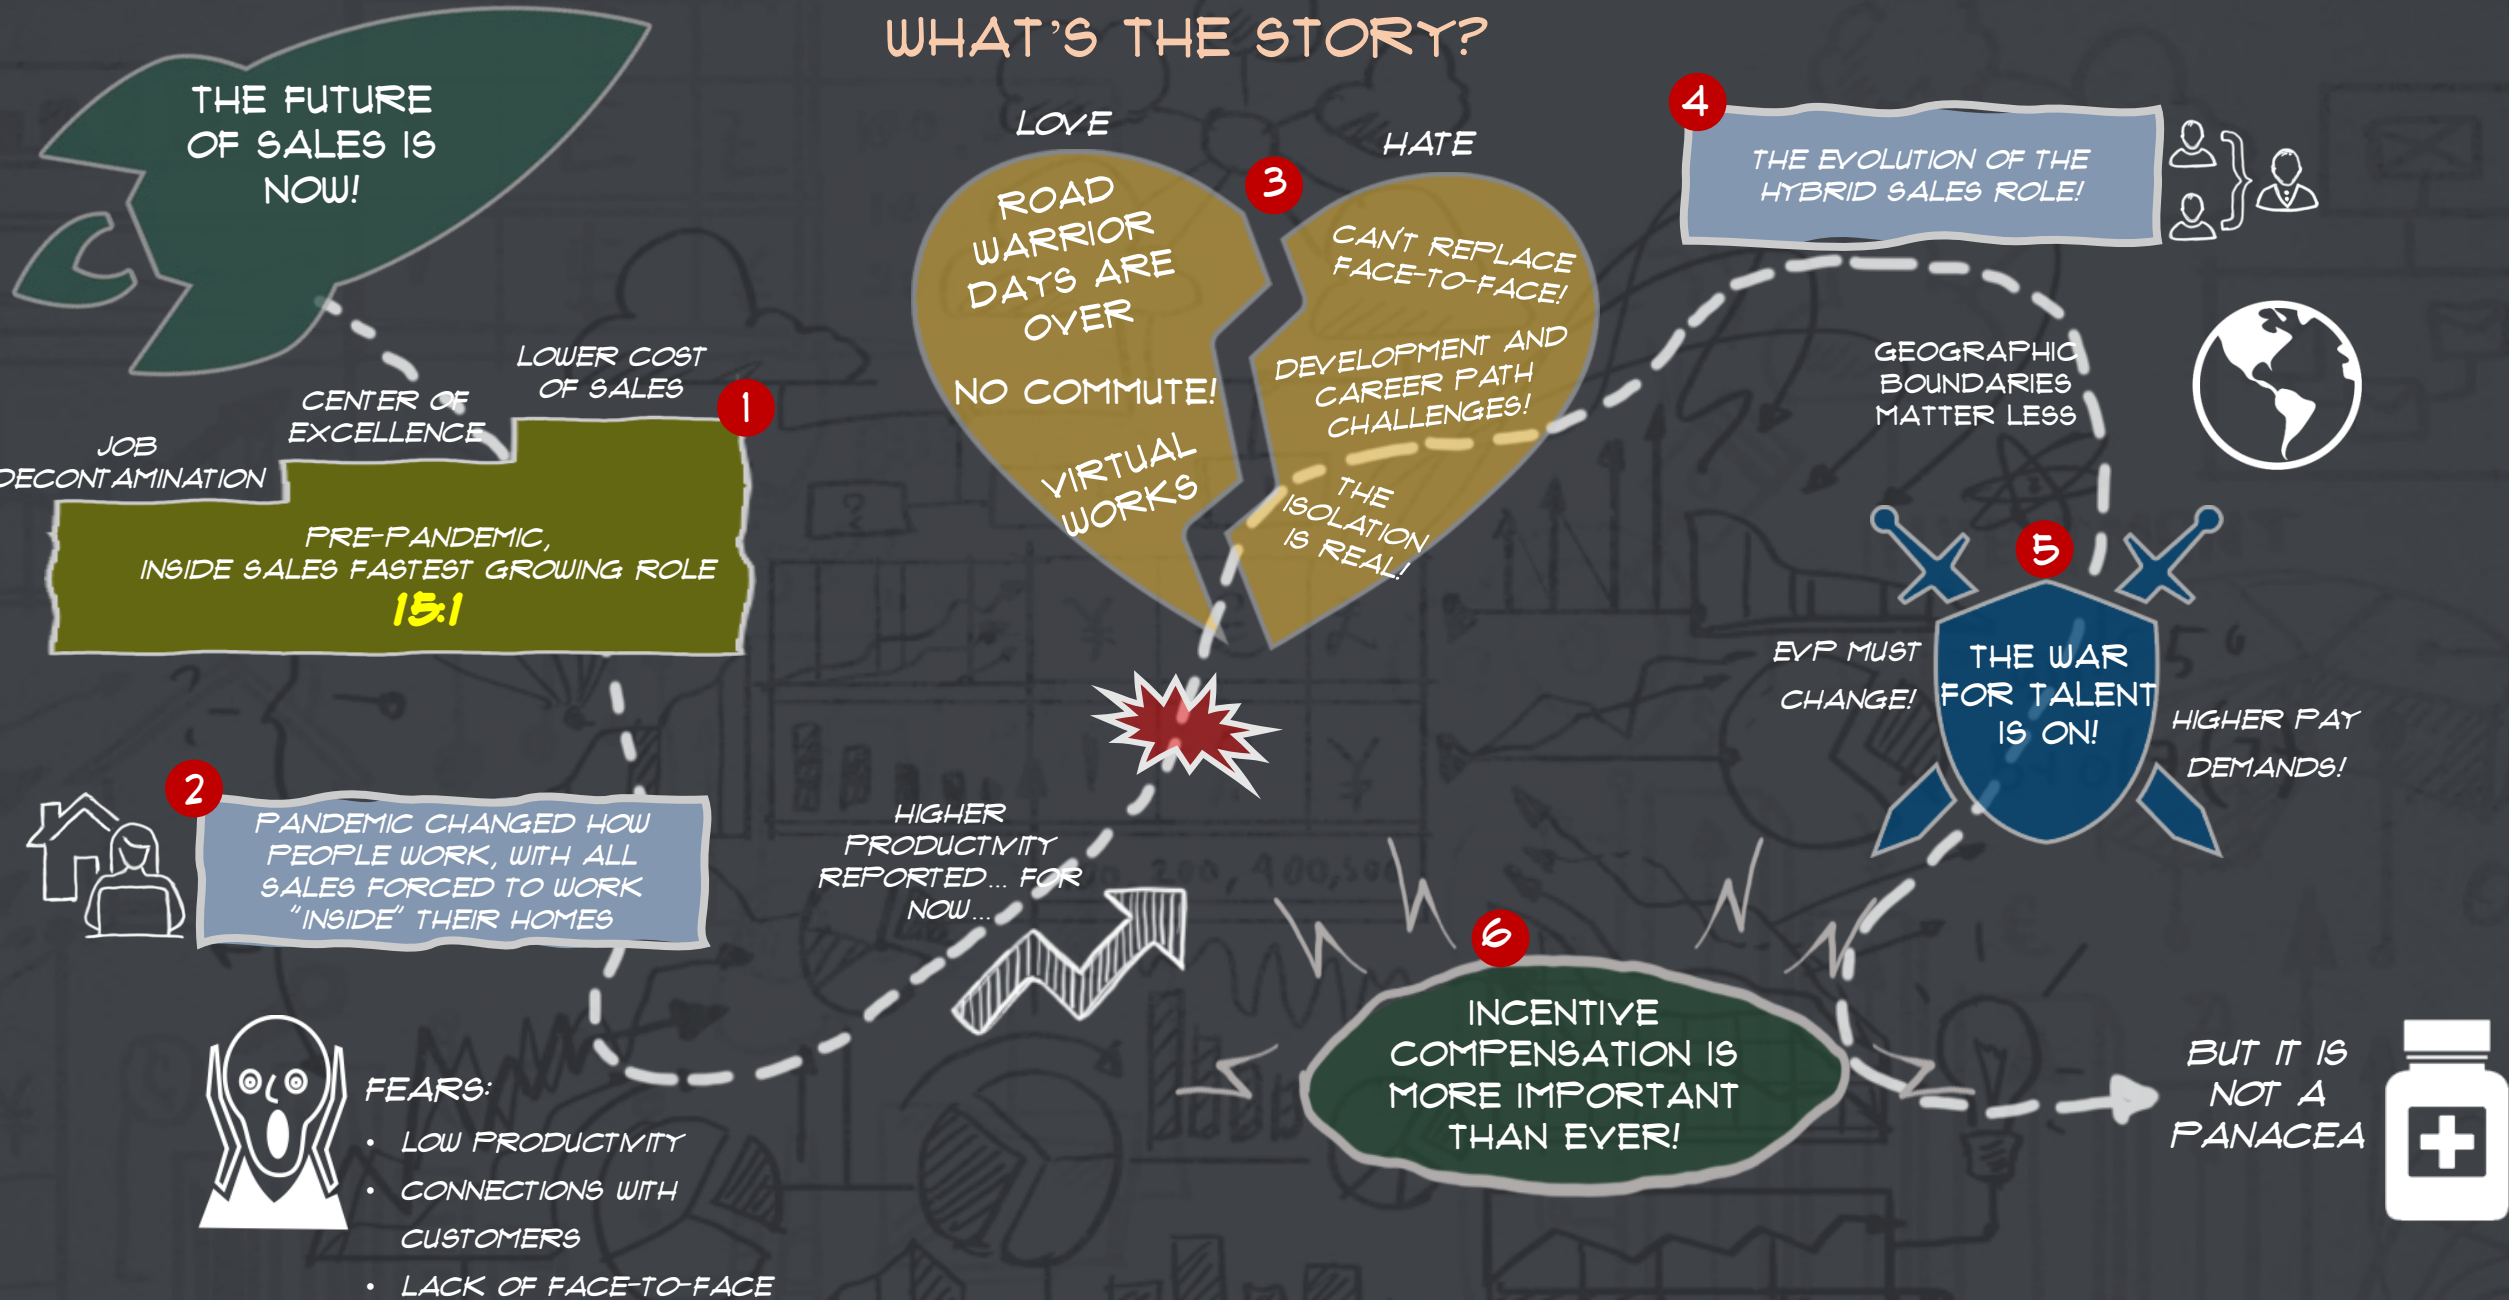 WHAT'S THE STORY?
THE FUTURE
OF SALES IS
NOW!
JOB
DECONTAMINATION
CENTER OF
EXCELLENCE
LOWER COST
OF SALES
1
PRE-PANDEMIC,
INSIDE SALES FASTEST GROWING ROLE
15:1
2
PANDEMIC CHANGED HOW
PEOPLE WORK, WITH ALL
SALES FORCED TO WORK
"INSIDE" THEIR HOMES
FEARS:
• LOW PRODUCTIVITY
• CONNECTIONS WITH
CUSTOMERS
• LACK OF FACE-TO-FACE
HIGHER
PRODUCTIVITY
REPORTED... FOR
NOW...
3
LOVE
ROAD
WARRIOR
DAYS ARE
OVER
NO COMMUTE!
VIRTUAL
WORKS
HATE
CAN'T REPLACE
FACE-TO-FACE!
DEVELOPMENT AND
CAREER PATH
CHALLENGES!
THE
ISOLATION
IS REAL!
4
THE EVOLUTION OF THE
HYBRID SALES ROLE!
GEOGRAPHIC
BOUNDARIES
MATTER LESS
5
THE WAR
FOR TALENT
IS ON!
EVP MUST
CHANGE!
HIGHER PAY
DEMANDS!
6
INCENTIVE
COMPENSATION IS
MORE IMPORTANT
THAN EVER!
BUT IT IS
NOT A
PANACEA